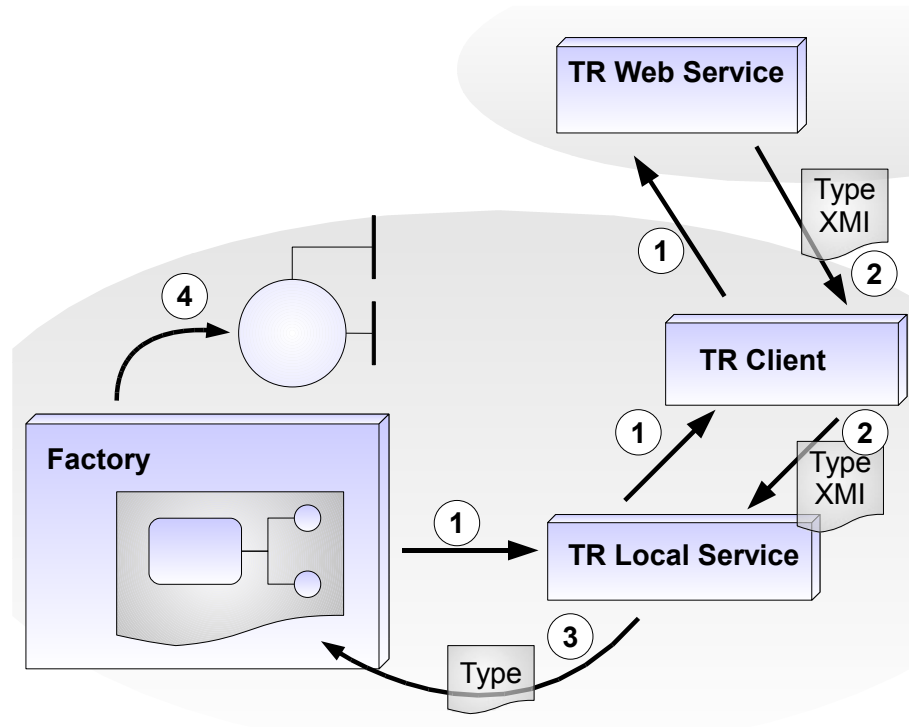 TR Web Service
Type
XMI
1
2
4
TR Client
1
2
Type
XMI
Factory
1
TR Local Service
3
Type